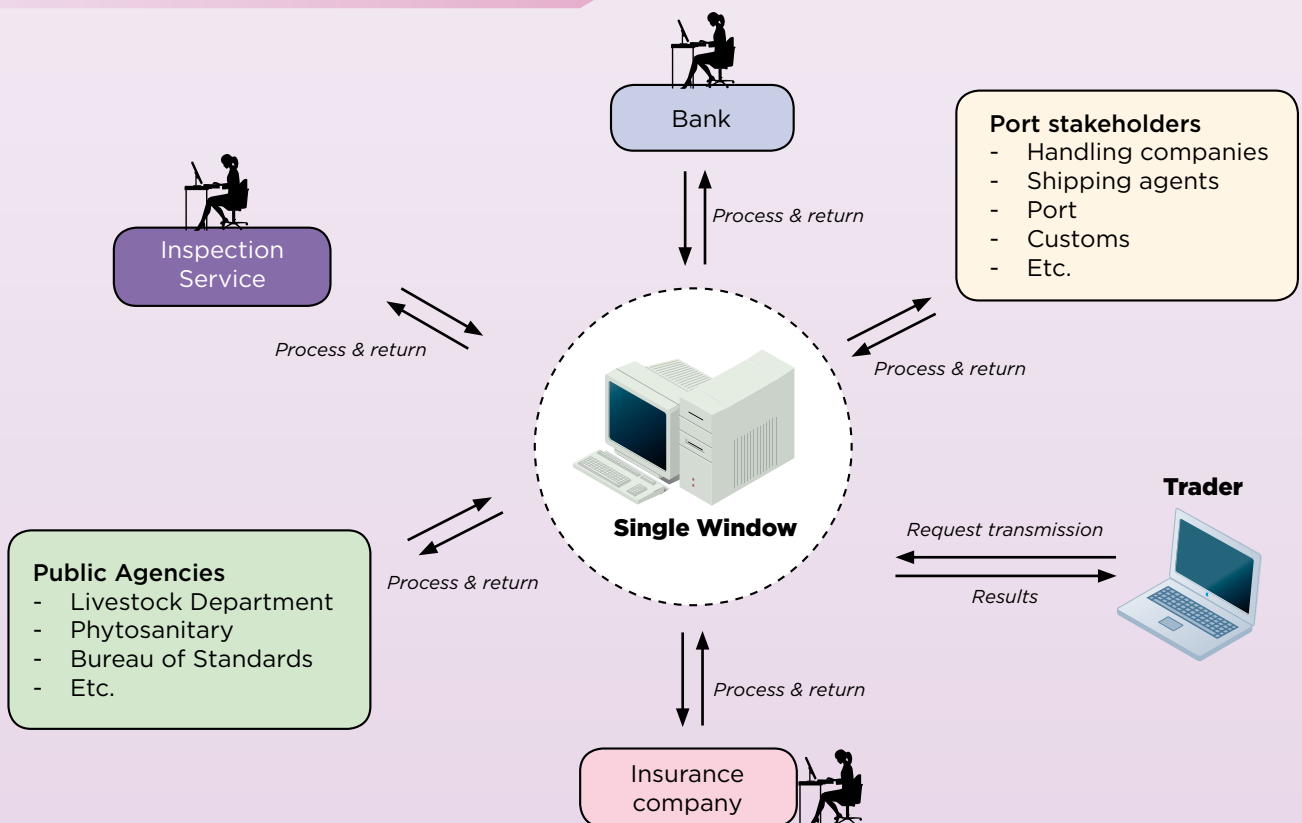 Bank
Process & return
Port stakeholders
- Handling companies
- Shipping agents
- Port
- Customs
- Etc.
Process & return
Inspection
Service
Process & return
Single Window
Trader
Request transmission
Results
Public Agencies
- Livestock Department
- Phytosanitary
- Bureau of Standards
- Etc.
Process & return
Process & return
Insurance
company